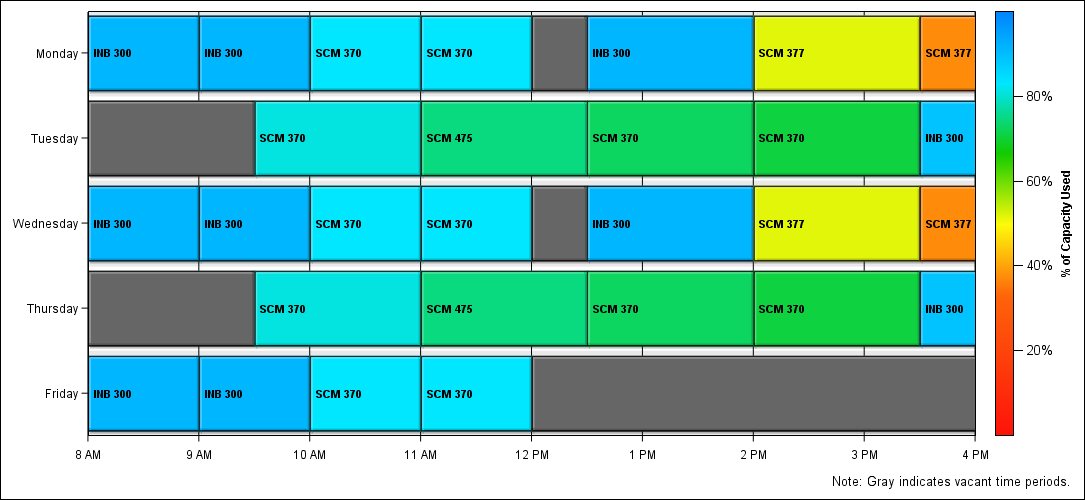 Monday INB 300 INB 300 SCM 370 SCM 370 INB 300 SCM 377 SCM 377
Tuesday SCM 370 SCM 475 SCM 370 SCM 370 INB 300
Wednesday INB 300 INB 300 SCM 370 SCM 370 INB 300 SCM 377 SCM 377
Thursday SCM 370 SCM 475 SCM 370 SCM 370 INB 300
Friday INB 300 INB 300 SCM 370 SCM 370
8 AM 9 AM 10 AM 11 AM 12 PM 1 PM 2 PM 3 PM 4 PM
80%
60%
40%
20%
% of Capacity Used
Note: Gray indicates vacant time periods.